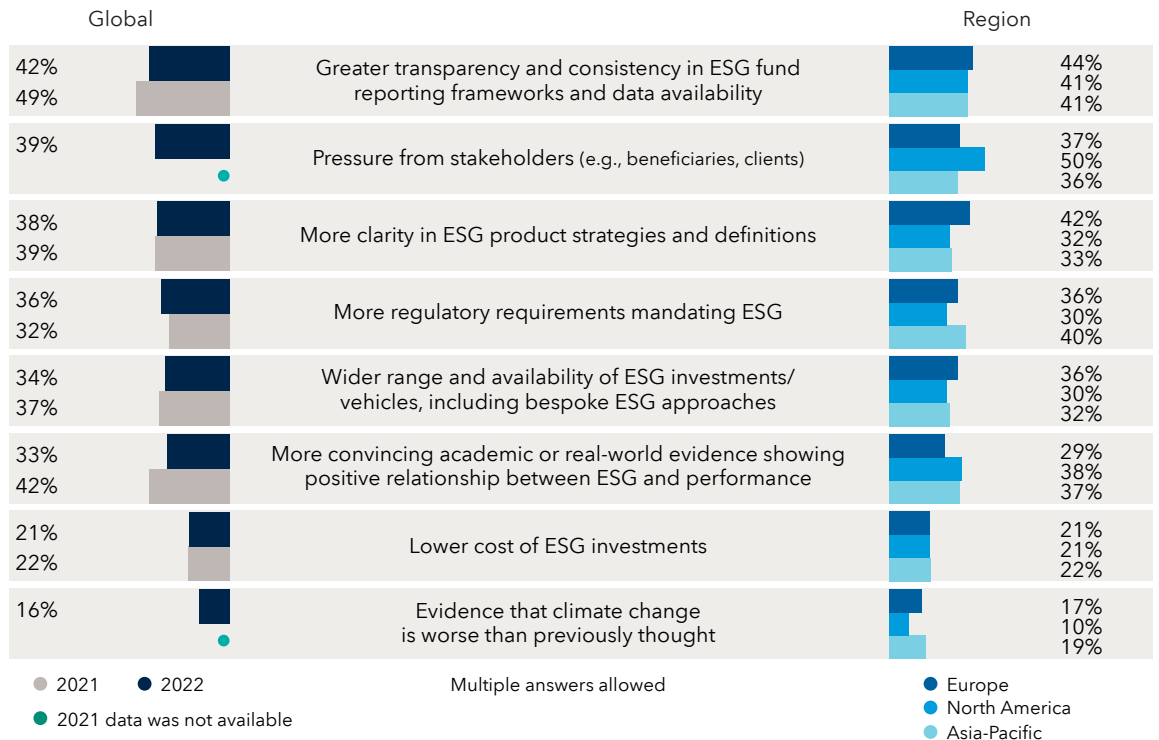 Global
Region
42%
49%
Greater transparency and consistency in ESG fund
reporting frameworks and data availability
44%
41%
41%
39%
Pressure from stakeholders (e.g., beneficiaries, clients)
37%
50%
36%
38%
39%
More clarity in ESG product strategies and definitions
42%
32%
33%
36%
32%
More regulatory requirements mandating ESG
36%
30%
40%
34%
37%
Wider range and availability of ESG investments/
vehicles, including bespoke ESG approaches
36%
30%
32%
33%
42%
More convincing academic or real-world evidence showing
positive relationship between ESG and performance
29%
38%
37%
21%
22%
Lower cost of ESG investments
21%
21%
22%
16%
Evidence that climate change
is worse than previously thought
17%
10%
19%
2021
2022
2021 data was not available
Multiple answers allowed
Europe
North America
Asia-Pacific